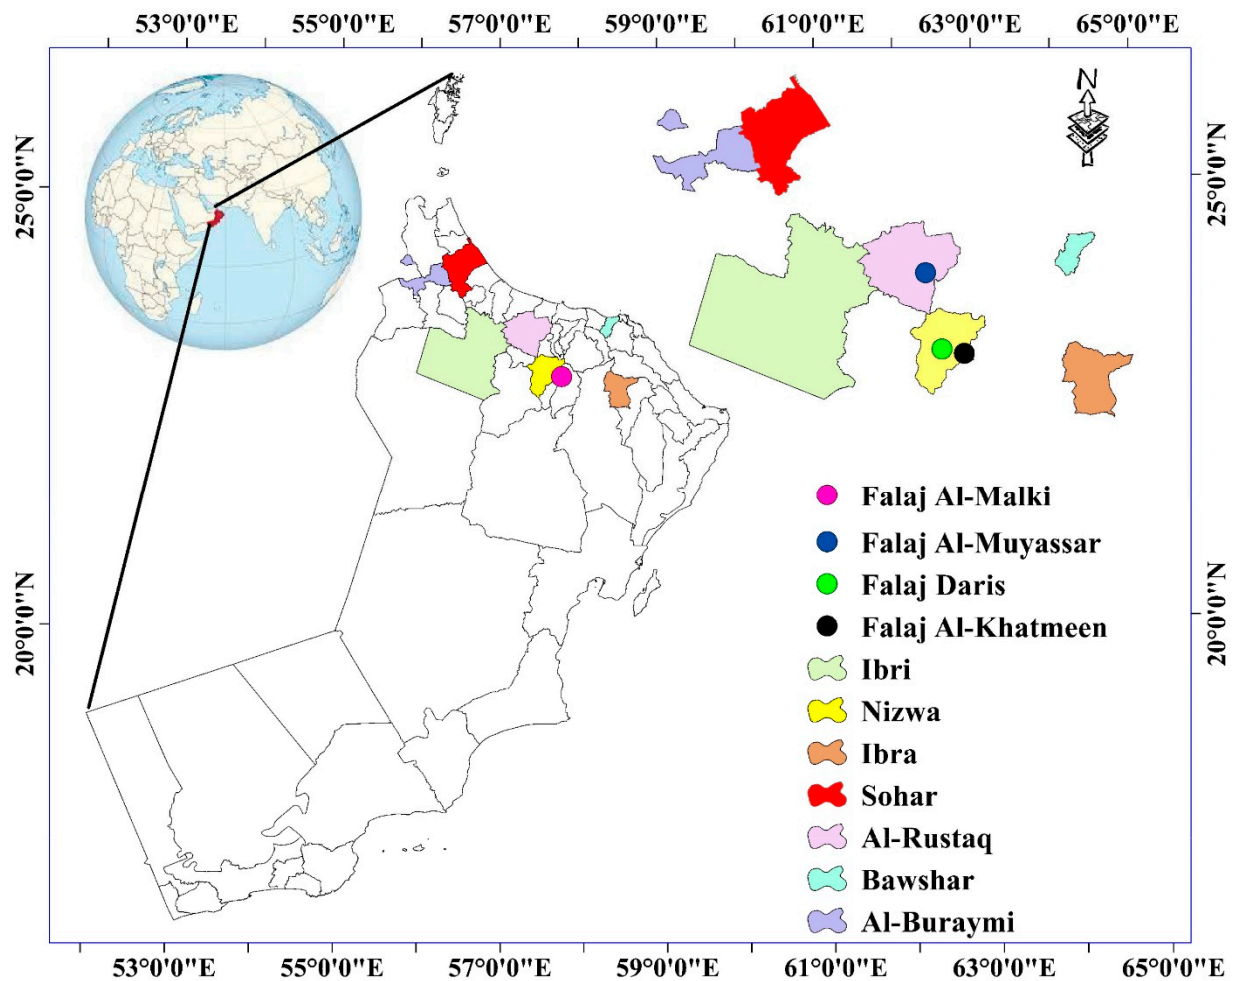 53°0'0"E 55°0'0"E 57°0'0"E 59°0'0"E 61°0'0"E 63°0'0"E 65°0'0"E
N
25°0'0"N
25°0'0"N
Falaj Al-Malki
Falaj Al-Muyassar
Falaj Daris
Falaj Al-Khatmeen
20°0'0"N
20°0'0"N
Ibri
Nizwa
Ibra
Sohar
Al-Rustaq
Bawshar
Al-Buraymi
53°0'0"E 55°0'0"E 57°0'0"E 59°0'0"E 61°0'0"E 63°0'0"E 65°0'0"E